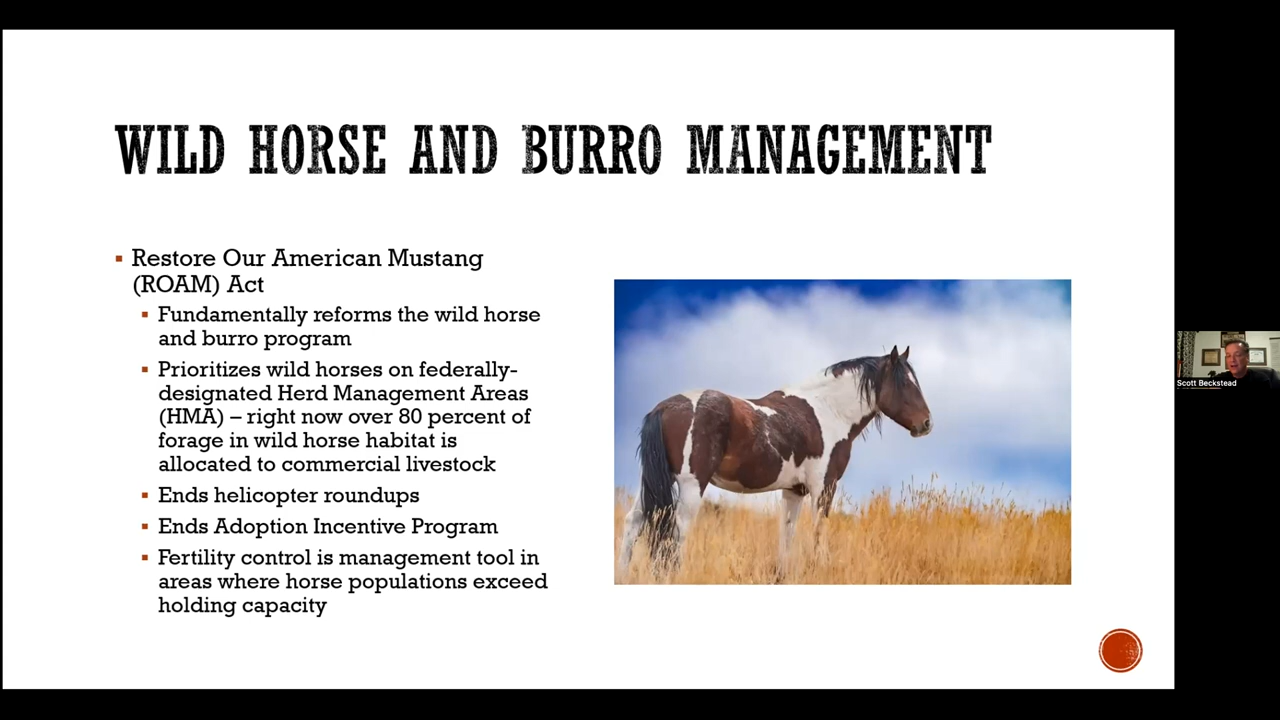 WILD HORSE AND BURRO MANAGEMENT
▪ Restore Our American Mustang
(ROAM) Act
▪ Fundamentally reforms the wild horse
and burro program
▪ Prioritizes wild horses on federally-
designated Herd Management Areas
(HMA) – right now over 80 percent of
forage in wild horse habitat is
allocated to commercial livestock
▪ Ends helicopter roundups
▪ Ends Adoption Incentive Program
▪ Fertility control is management tool in
areas where horse populations exceed
holding capacity
Scott Beckstead